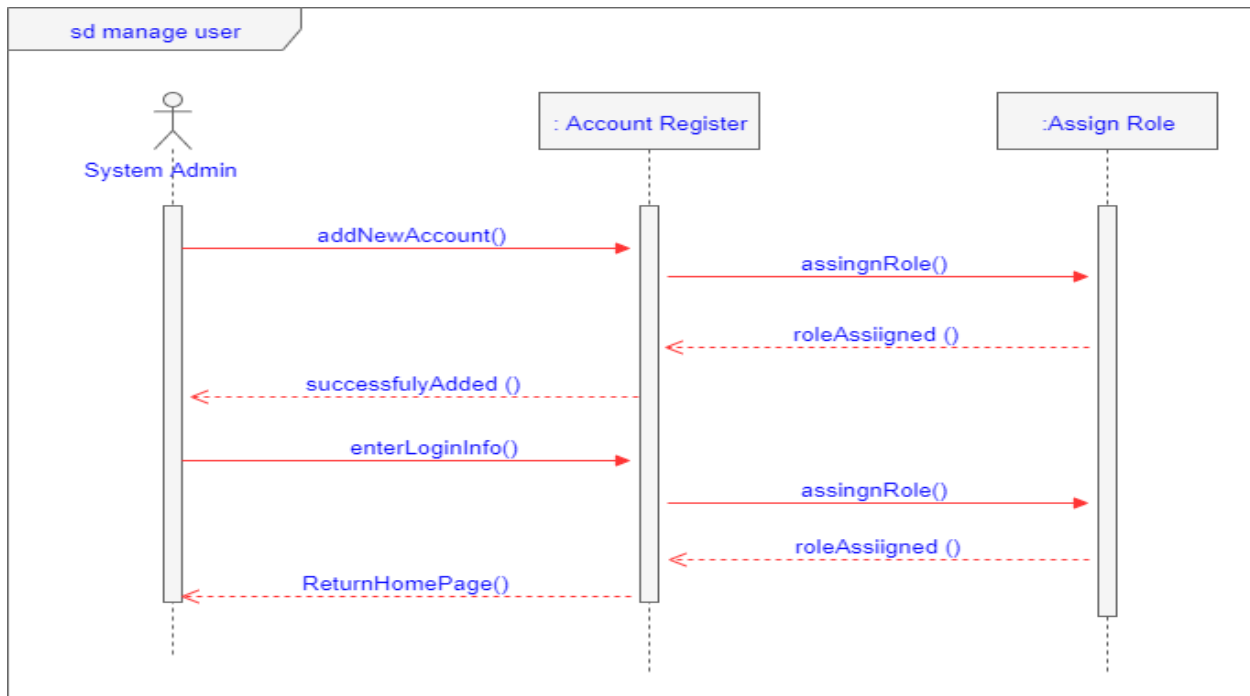 sd manage user
System Admin
: Account Register
:Assign Role
addNewAccount()
assingnRole()
roleAssiigned ()
successfulyAdded ()
enterLoginInfo()
assingnRole()
roleAssiigned ()
ReturnHomePage()